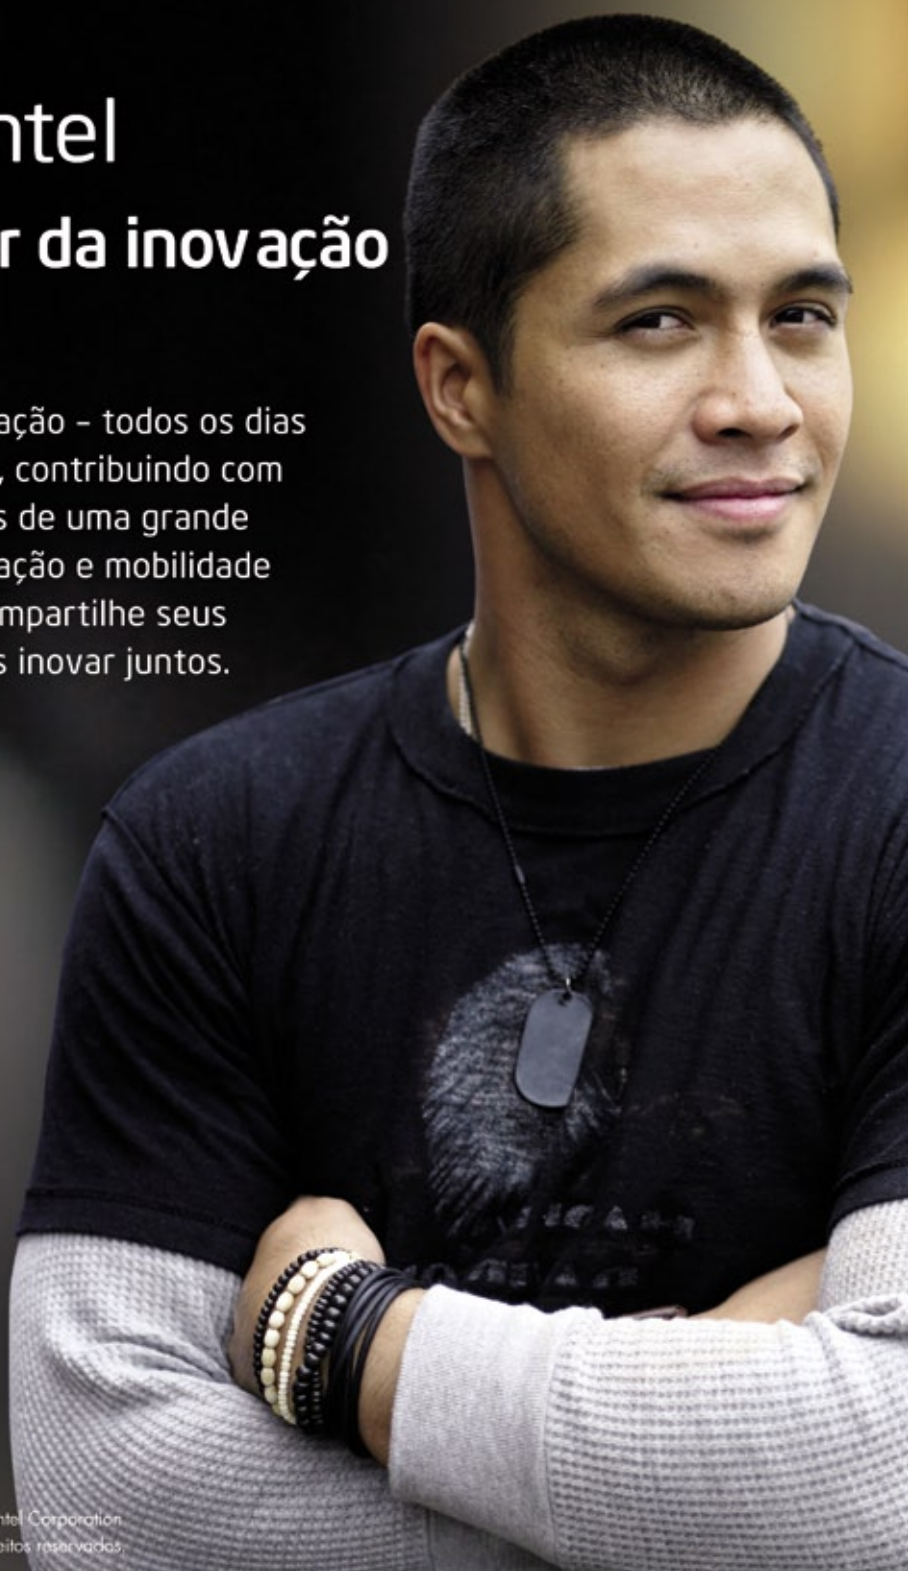 ntel
r da inovação
ação – todos os dias
, contribuindo com
s de uma grande
ação e mobilidade
mpartilhe seus
s inovar juntos.
ntel Corporation
eitos reservados